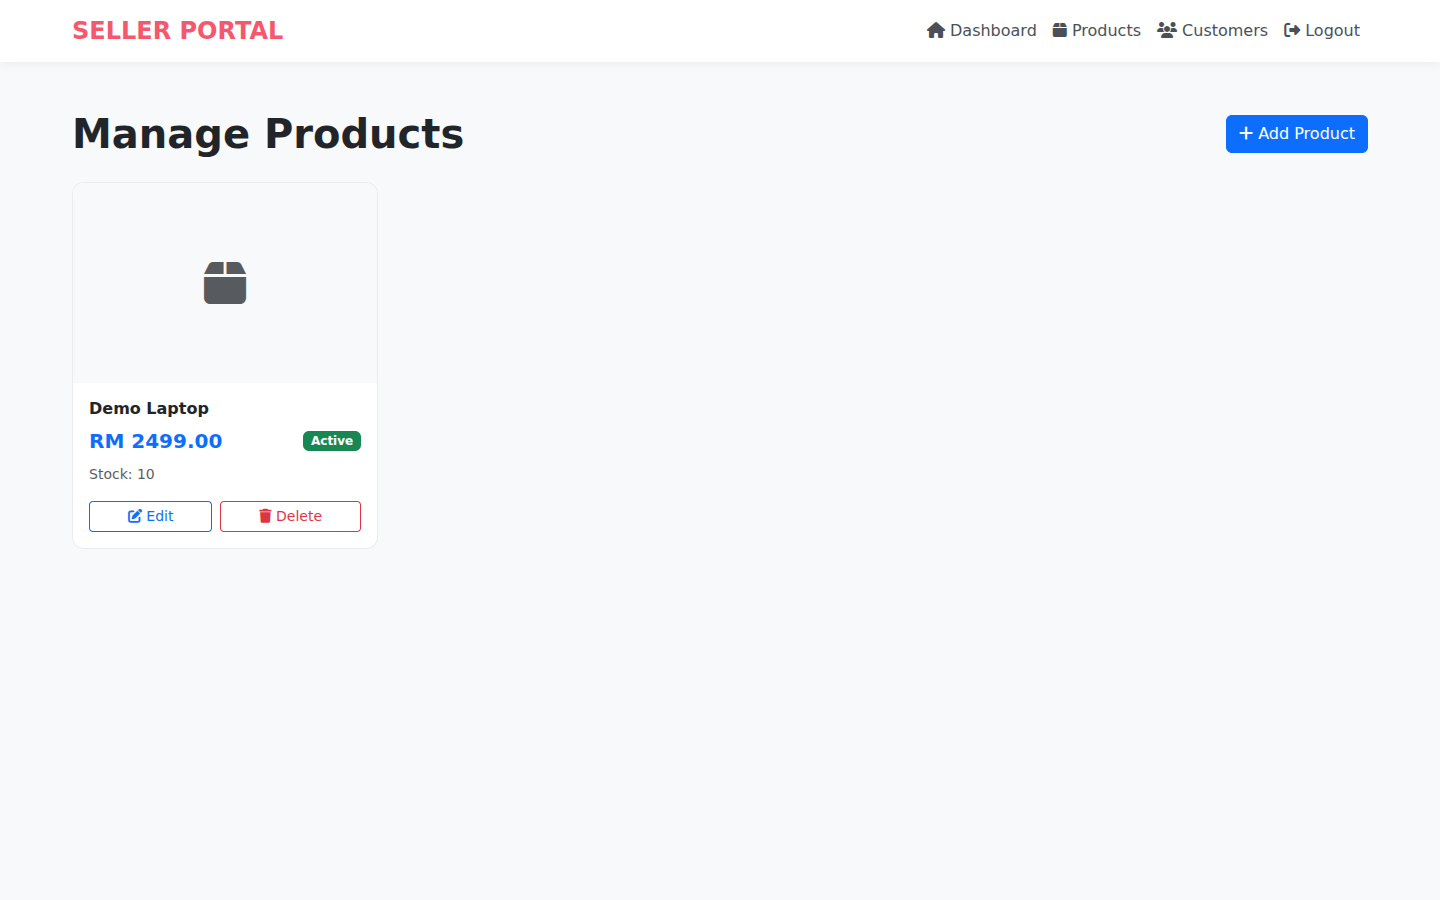 SELLER PORTAL
Dashboard Products Customers Logout
Manage Products
Add Product
Demo Laptop
RM 2499.00
Active
Stock: 10
Edit
Delete